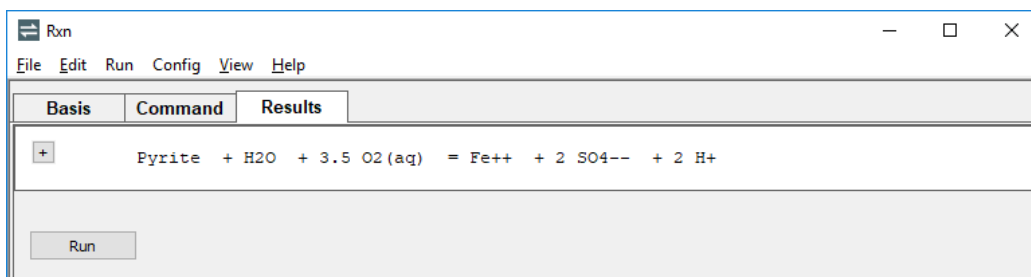 Rxn
File Edit Run Config View Help
Basis Command Results
+ Pyrite + H2O + 3.5 O2(aq) = Fe++ + 2 SO4-- + 2 H+
Run